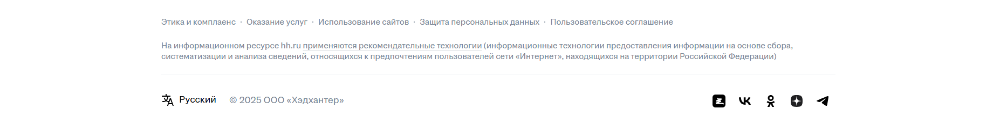 Этика и комплаенс · Оказание услуг · Использование сайтов · Защита персональных данных · Пользовательское соглашение
На информационном ресурсе hh.ru применяются рекомендательные технологии (информационные технологии предоставления информации на основе сбора,
систематизации и анализа сведений, относящихся к предпочтениям пользователей сети «Интернет», находящихся на территории Российской Федерации)
Русский © 2025 ООО «Хэдхантер»